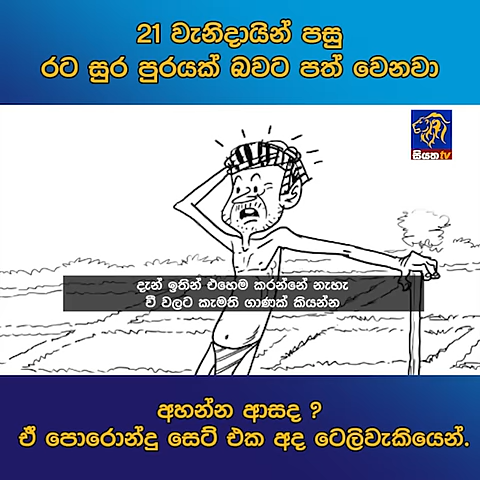 21 වැනිදායින් පසු
රට සුර පුරයක් බවට පත් වෙනවා
සියත tv
දැන් ඉතින් එහෙම කරන්නේ නැහැ
වී වලට කැමති ගාණක් කියන්න
අහන්න ආසද ?
ඒ පොරොන්දු සෙට් එක අද ටෙලිවැකියෙන්.